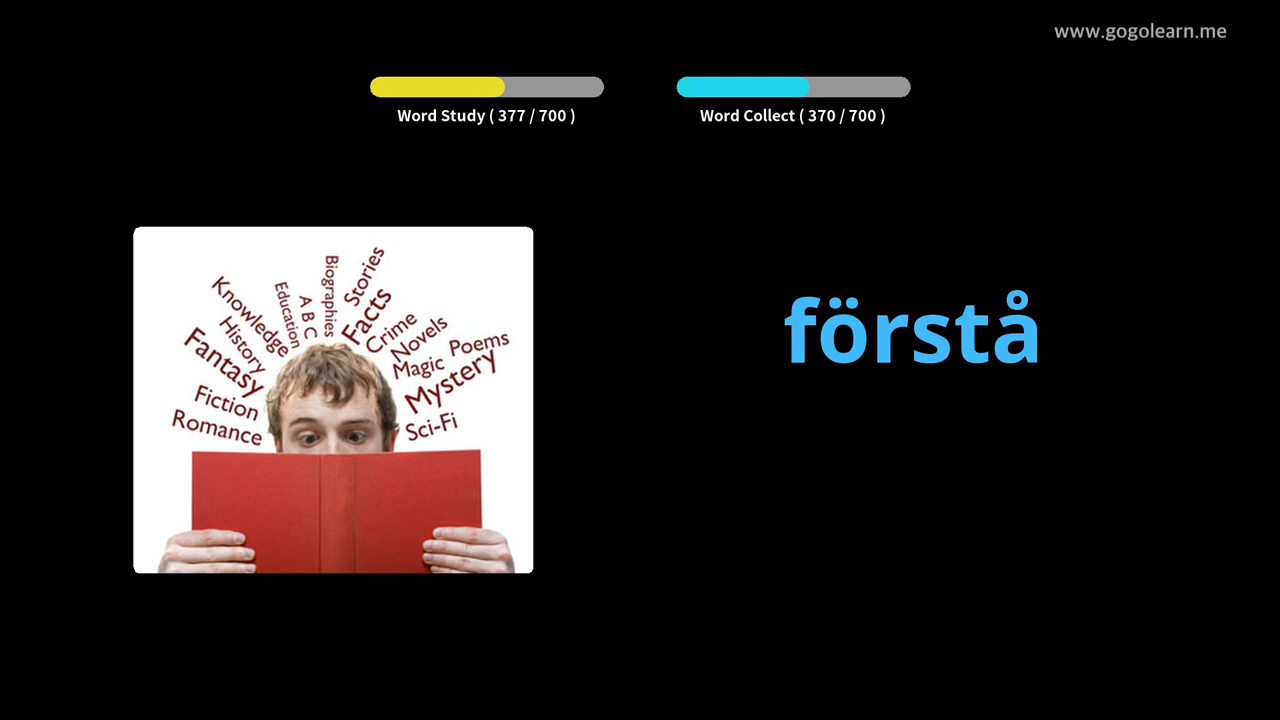 www.gogolearn.me
Word Study ( 377 / 700 )
Word Collect ( 370 / 700 )
förstå
Biographies
Stories
Education
A B C
Facts
Knowledge
History
Crime
Novels
Poems
Fantasy
Magic
Mystery
Fiction
Romance
Sci-Fi